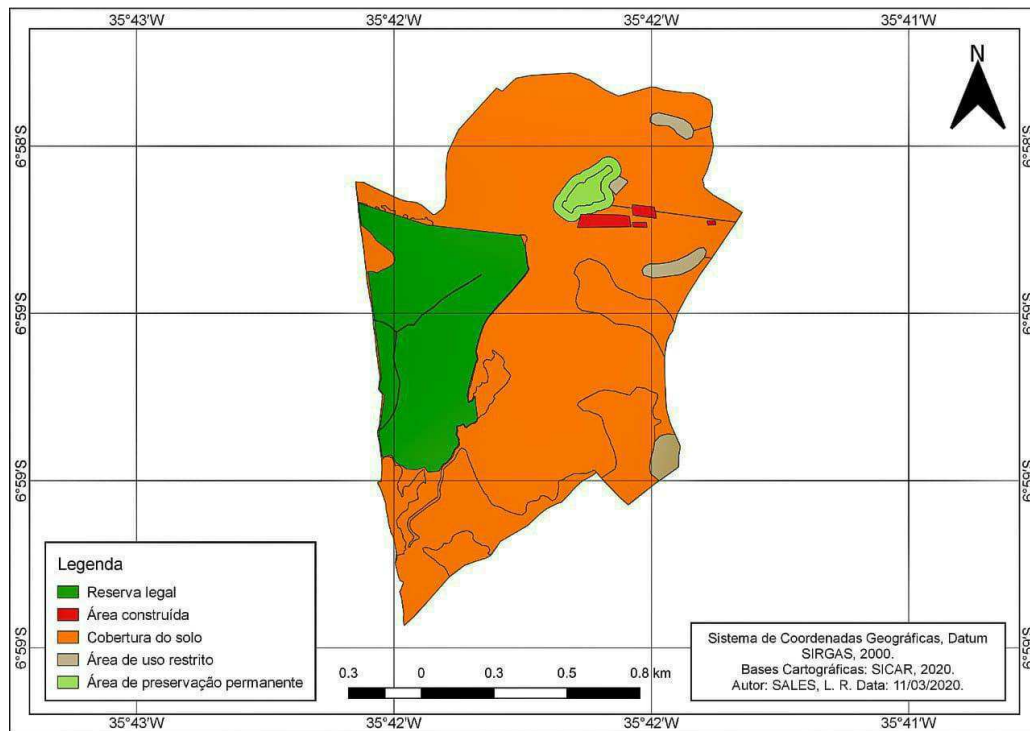 35°43'W 35°42'W 35°42'W 35°41'W
N
6°58'S 6°58'S
6°59'S 6°59'S
6°59'S 6°59'S
6°59'S 6°59'S
Legenda
Reserva legal
Área construída
Cobertura do solo
Área de uso restrito
Área de preservação permanente
0.3 0 0.3 0.5 0.8 km
Sistema de Coordenadas Geográficas, Datum
SIRGAS, 2000.
Bases Cartográficas: SICAR, 2020.
Autor: SALES, L. R. Data: 11/03/2020.
35°43'W 35°42'W 35°42'W 35°41'W